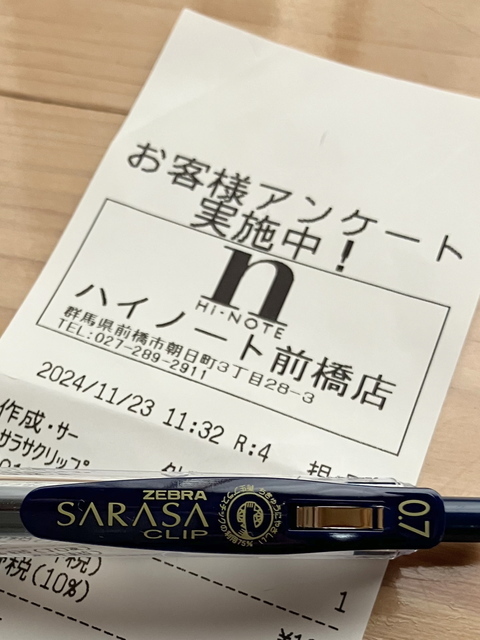 お客様アンケート
実施中!
n
HI-NOTE
ハイノート前橋店
群馬県前橋市朝日町3丁目28-3
TEL:027-289-2911
2024/11/23 11:32 R:4 担
作成・サー
サラサクリップ
ZEBRA
SARASA
CLIP
0.7
税)
税(10%)
1